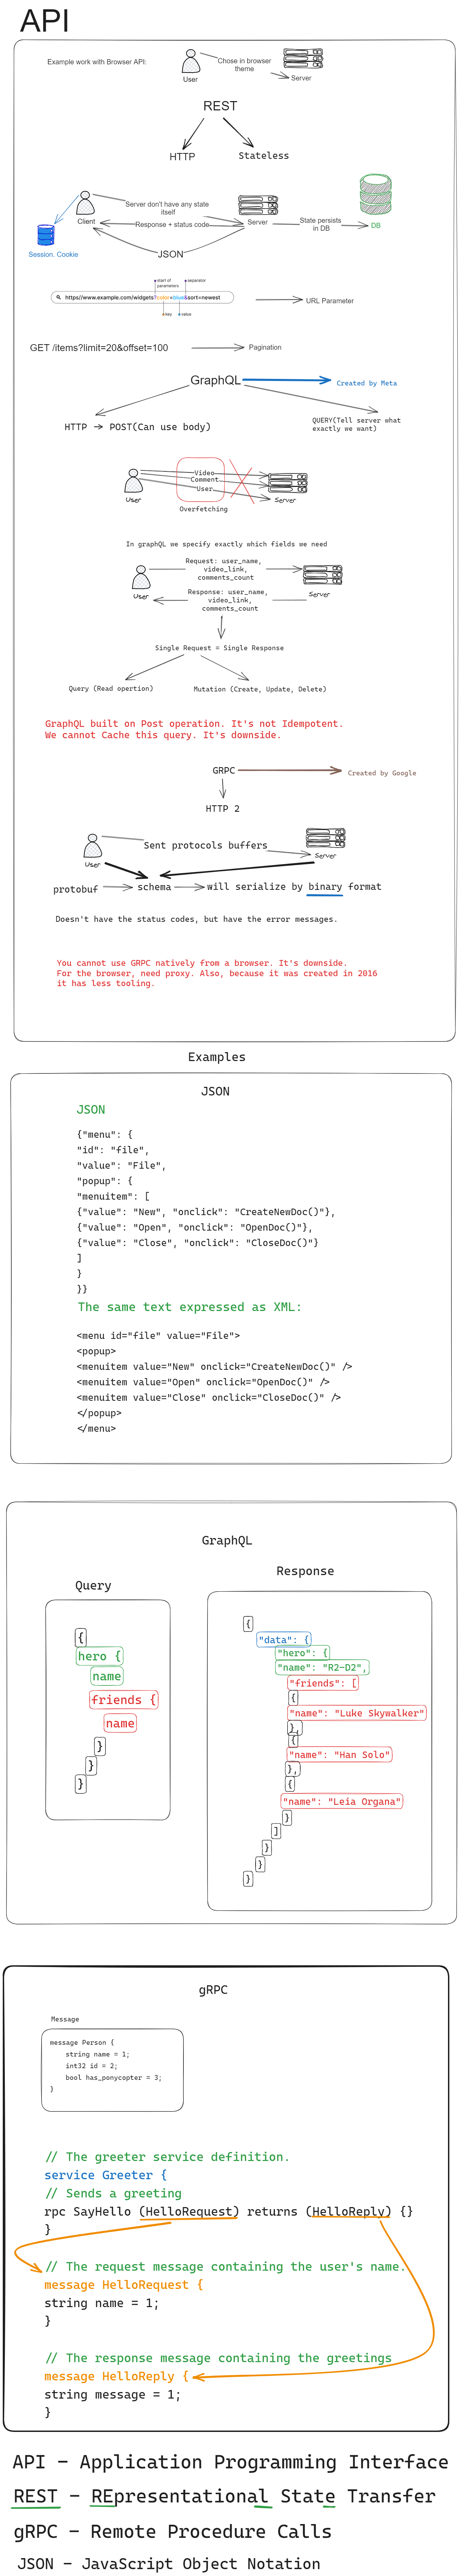 API
Example work with Browser API:
User
Chose in browser
theme
Server
REST
HTTP
Stateless
Client
Server don't have any state
itself
Response + status code
Server
State persists
in DB
DB
Session. Cookie
JSON
start of
parameters
separator
https://www.example.com/widgets?color=blue&sort=newest
key
value
URL Parameter
GET /items?limit=20&offset=100
Pagination
GraphQL
Created by Meta
HTTP → POST(Can use body)
QUERY(Tell server what
exactly we want)
Video
Comment
User
User
Server
Overfetching
In graphQL we specify exactly which fields we need
Request: user_name,
video_link,
comments_count
User
Response: user_name,
video_link,
comments_count
Server
Single Request = Single Response
Query (Read opertion)
Mutation (Create, Update, Delete)
GraphQL built on Post operation. It's not Idempotent.
We cannot Cache this query. It's downside.
GRPC
Created by Google
HTTP 2
Sent protocols buffers
User
Server
protobuf
schema
will serialize by binary format
Doesn't have the status codes, but have the error messages.
You cannot use GRPC natively from a browser. It's downside.
For the browser, need proxy. Also, because it was created in 2016
it has less tooling.
Examples
JSON
JSON
{"menu": {
"id": "file",
"value": "File",
"popup": {
"menuitem": [
{"value": "New", "onclick": "CreateNewDoc()"},
{"value": "Open", "onclick": "OpenDoc()"},
{"value": "Close", "onclick": "CloseDoc()"}
]
}
}}
The same text expressed as XML:
<menu id="file" value="File">
<popup>
<menuitem value="New" onclick="CreateNewDoc()" />
<menuitem value="Open" onclick="OpenDoc()" />
<menuitem value="Close" onclick="CloseDoc()" />
</popup>
</menu>
GraphQL
Query
{
hero {
name
friends {
name
}
}
}
Response
{
"data": {
"hero": {
"name": "R2-D2",
"friends": [
{
"name": "Luke Skywalker"
},
{
"name": "Han Solo"
},
{
"name": "Leia Organa"
}
]
}
}
}
gRPC
Message
message Person {
string name = 1;
int32 id = 2;
bool has_ponycopter = 3;
}
// The greeter service definition.
service Greeter {
// Sends a greeting
rpc SayHello (HelloRequest) returns (HelloReply) {}
}
// The request message containing the user's name.
message HelloRequest {
string name = 1;
}
// The response message containing the greetings
message HelloReply {
string message = 1;
}
API - Application Programming Interface
REST - REpresentational State Transfer
gRPC - Remote Procedure Calls
JSON - JavaScript Object Notation